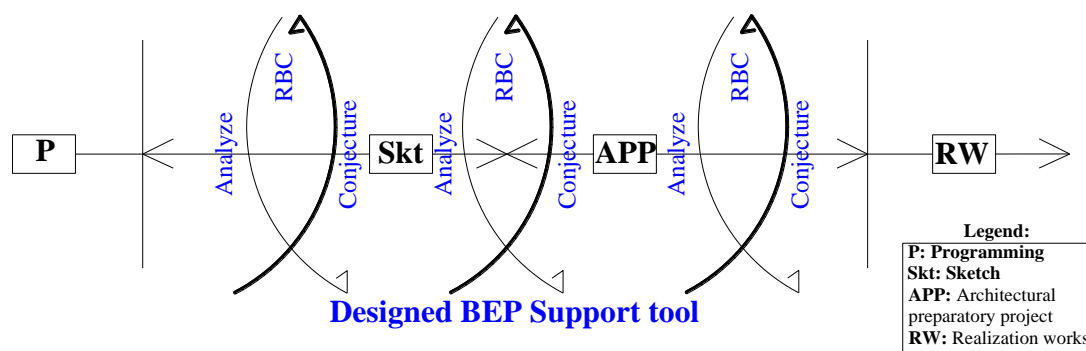 RBC
RBC
RBC
Analyze
Conjecture
Analyze
Conjecture
Analyze
Conjecture
P
Skt
APP
RW
Designed BEP Support tool
Legend:
P: Programming
Skt: Sketch
APP: Architectural
preparatory project
RW: Realization works